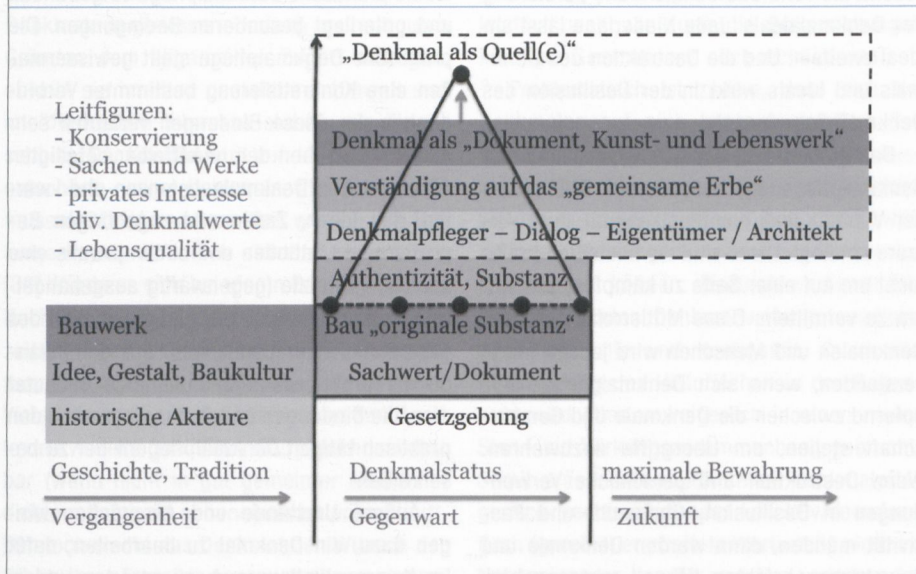 „Denkmal als Quell(e)“
Leitfiguren:
- Kodierung
- Sachen und Werke
- privates Interesse
- div. Denkmalwerte
- Lebensqualität
Denkmal als „Dokument, Kunst- und Lebenswerk“
Verständigung auf das „gemeinsame Erbe“
Denkmalpfleger – Dialog – Eigentümer / Architekt
Authentizität, Substanz
Bauwerk
Bau „originale Substanz“
Idee, Gestalt, Baukultur
Sachwert/Dokument
historische Akteure
Gesetzgebung
Geschichte, Tradition
Denkmalstatus
maximale Bewahrung
Vergangenheit
Gegenwart
Zukunft